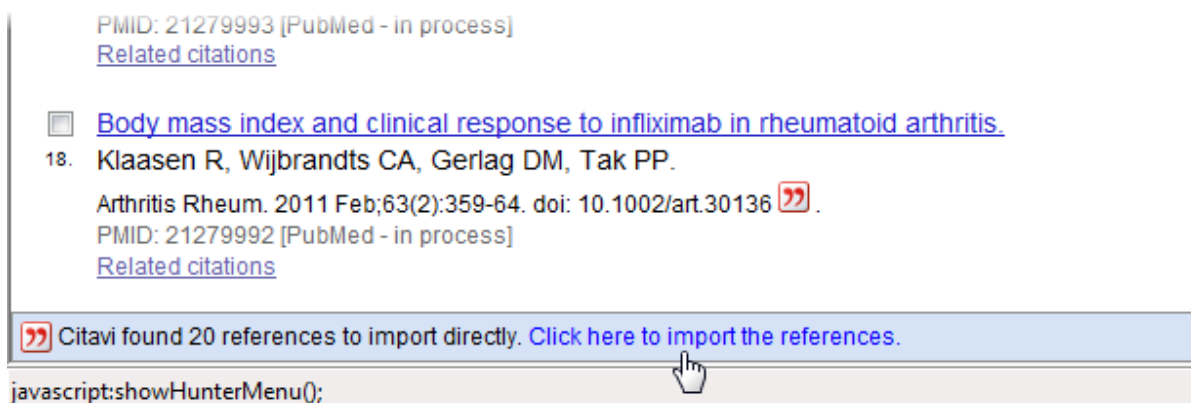 PMID: 21279993 [PubMed - in process]
Related citations
Body mass index and clinical response to infliximab in rheumatoid arthritis.
18. Klaasen R, Wijbrandts CA, Gerlag DM, Tak PP.
Arthritis Rheum. 2011 Feb;63(2):359-64. doi: 10.1002/art.30136 .
PMID: 21279992 [PubMed - in process]
Related citations
Citavi found 20 references to import directly. Click here to import the references.
javascript:showHunterMenu();